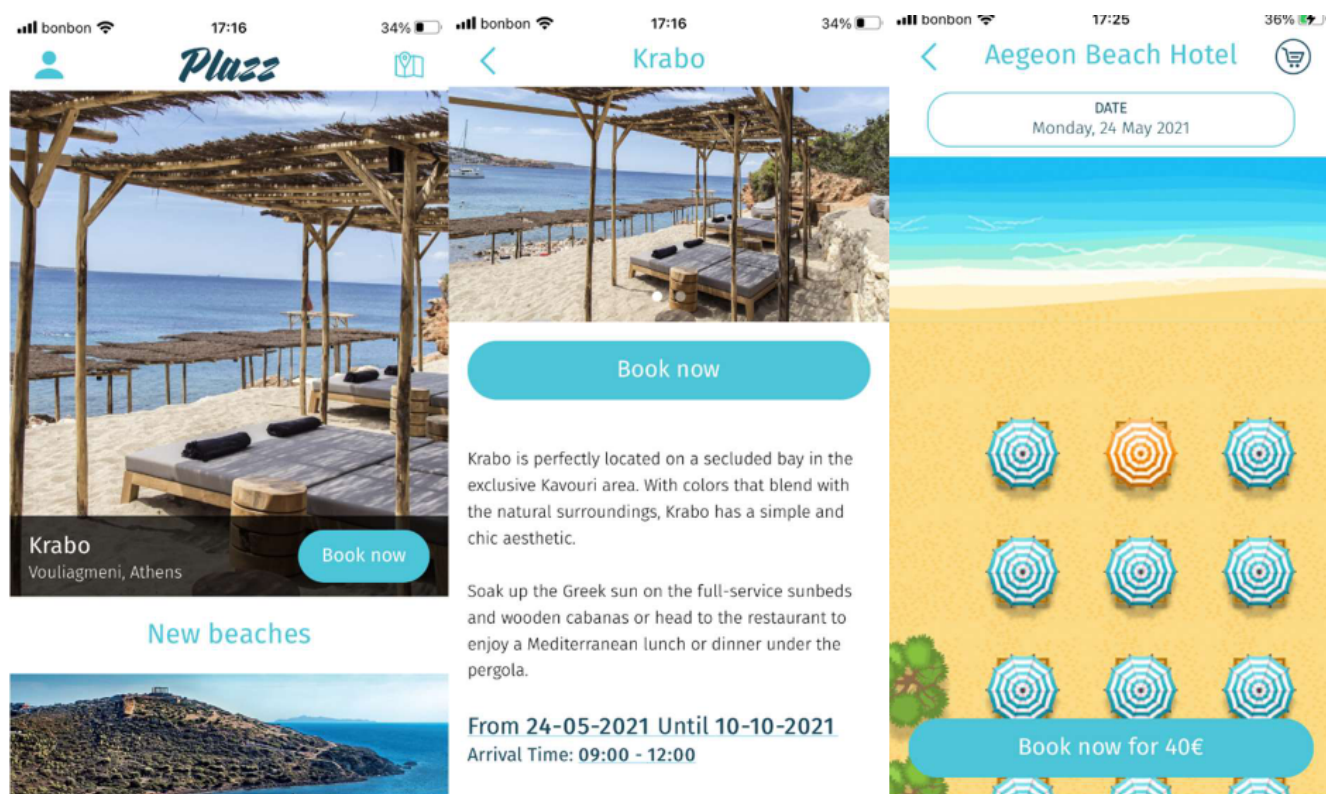 bonbon 17:16 34%
Plazz
Krabo
Vouliagmeni, Athens
Book now
New beaches
bonbon 17:16 34%
Krabo
Book now
Krabo is perfectly located on a secluded bay in the
exclusive Kavouri area. With colors that blend with
the natural surroundings, Krabo has a simple and
chic aesthetic.
Soak up the Greek sun on the full-service sunbeds
and wooden cabanas or head to the restaurant to
enjoy a Mediterranean lunch or dinner under the
pergola.
From 24-05-2021 Until 10-10-2021
Arrival Time: 09:00 - 12:00
bonbon 17:25 36%
Aegeon Beach Hotel
DATE
Monday, 24 May 2021
Book now for 40€